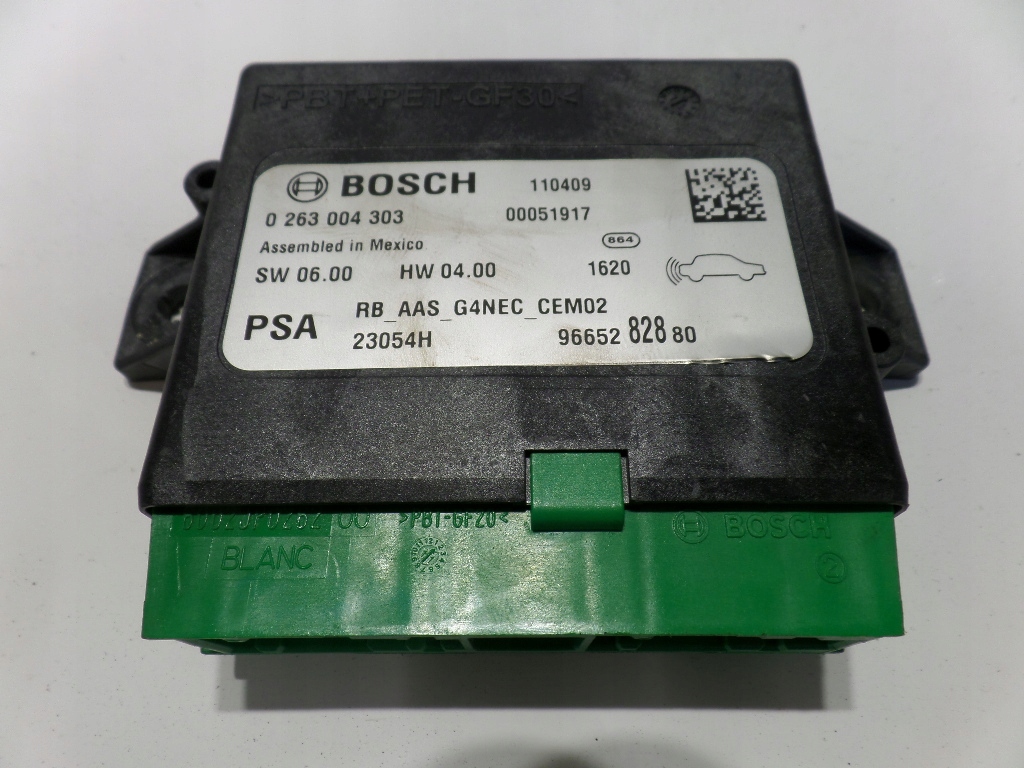 >PBT+PET-GF30<
BOSCH 110409
0 263 004 303 00051917
Assembled in Mexico 864
SW 06.00 HW 04.00 1620
RB_AAS_G4NEC_CEM02
PSA 23054H 96652 828 80
>PBT-GF20< BOSCH
BLANC 2